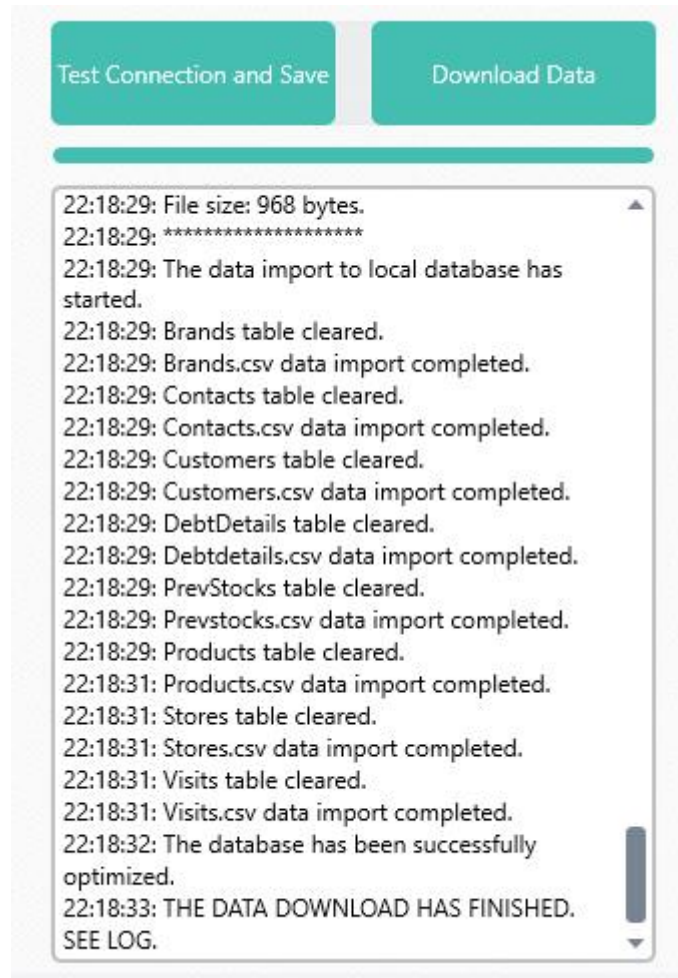 Test Connection and Save
Download Data
22:18:29: File size: 968 bytes.
22:18:29: ********************
22:18:29: The data import to local database has
started.
22:18:29: Brands table cleared.
22:18:29: Brands.csv data import completed.
22:18:29: Contacts table cleared.
22:18:29: Contacts.csv data import completed.
22:18:29: Customers table cleared.
22:18:29: Customers.csv data import completed.
22:18:29: DebtDetails table cleared.
22:18:29: Debtdetails.csv data import completed.
22:18:29: PrevStocks table cleared.
22:18:29: Prevstocks.csv data import completed.
22:18:29: Products table cleared.
22:18:31: Products.csv data import completed.
22:18:31: Stores table cleared.
22:18:31: Stores.csv data import completed.
22:18:31: Visits table cleared.
22:18:31: Visits.csv data import completed.
22:18:32: The database has been successfully
optimized.
22:18:33: THE DATA DOWNLOAD HAS FINISHED.
SEE LOG.